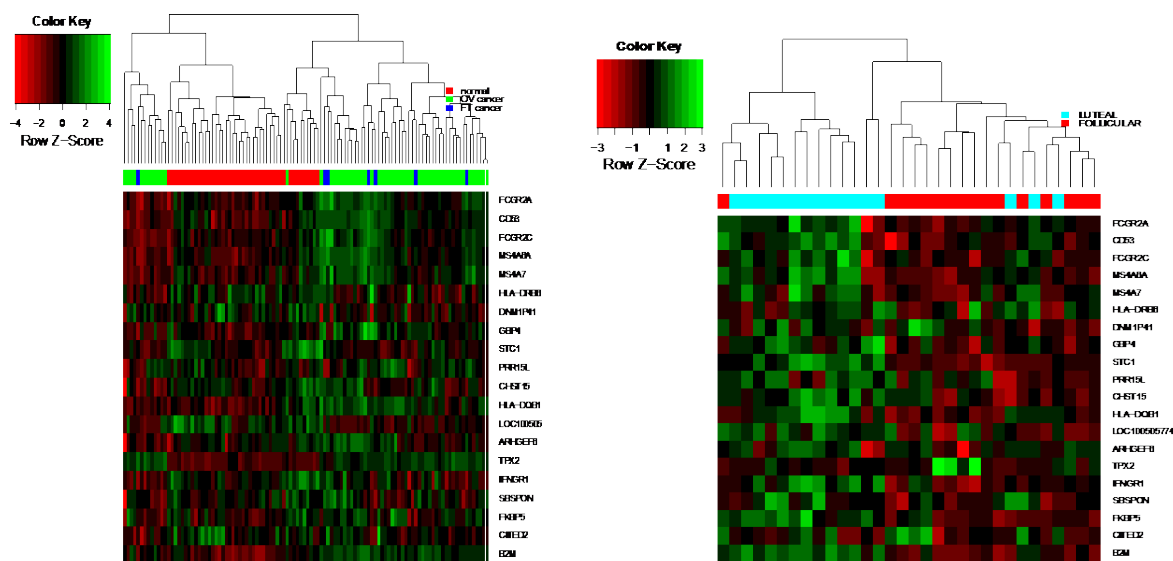 Color Key
-4 -2 0 2 4
Row Z-Score
normal
OV cancer
FT cancer
FCGR2A
CD53
FCGR2C
MS4A6A
MS4A7
HLA-DRB6
DNM1P41
GBP4
STC1
PRR15L
CHST15
HLA-DQB1
LOC100505
ARHGEF6
TPX2
IFNGR1
SBSPON
FKBP5
CITED2
B2M
Color Key
-3 -1 0 1 2 3
Row Z-Score
LUTEAL
FOLLICULAR
FCGR2A
CD53
FCGR2C
MS4A6A
MS4A7
HLA-DRB6
DNM1P41
GBP4
STC1
PRR15L
CHST15
HLA-DQB1
LOC100505774
ARHGEF6
TPX2
IFNGR1
SBSPON
FKBP5
CITED2
B2M